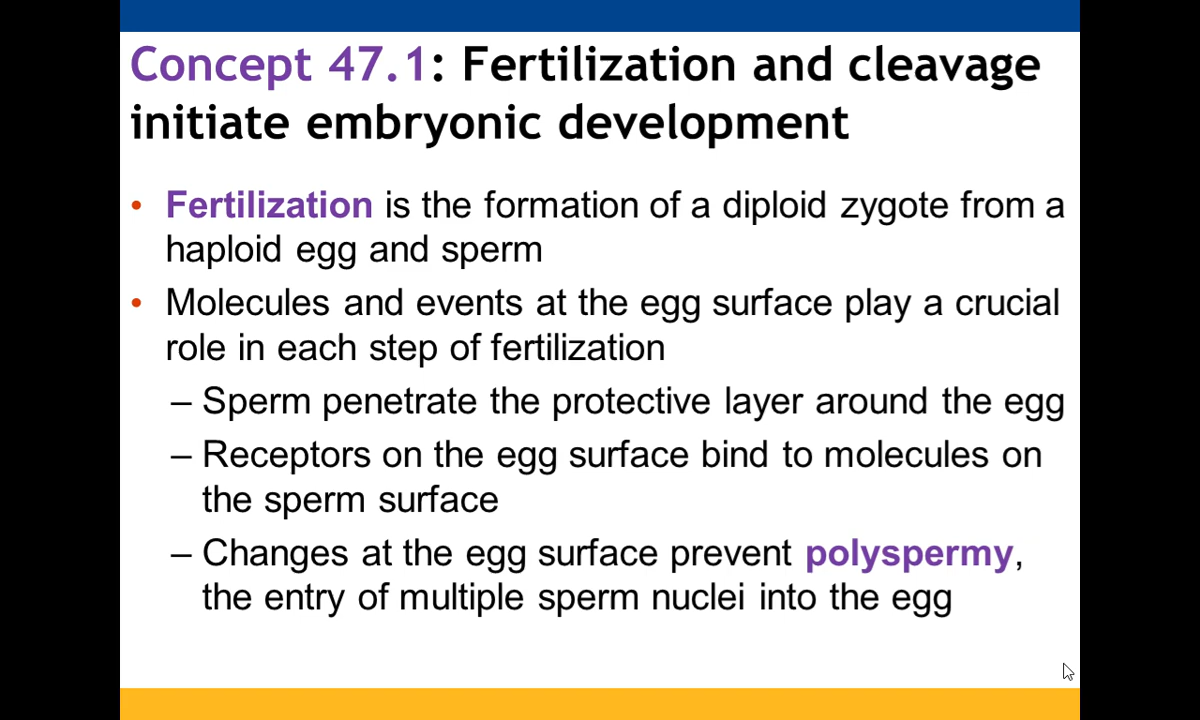 Concept 47.1: Fertilization and cleavage
initiate embryonic development
• Fertilization is the formation of a diploid zygote from a
haploid egg and sperm
• Molecules and events at the egg surface play a crucial
role in each step of fertilization
– Sperm penetrate the protective layer around the egg
– Receptors on the egg surface bind to molecules on
the sperm surface
– Changes at the egg surface prevent polyspermy,
the entry of multiple sperm nuclei into the egg